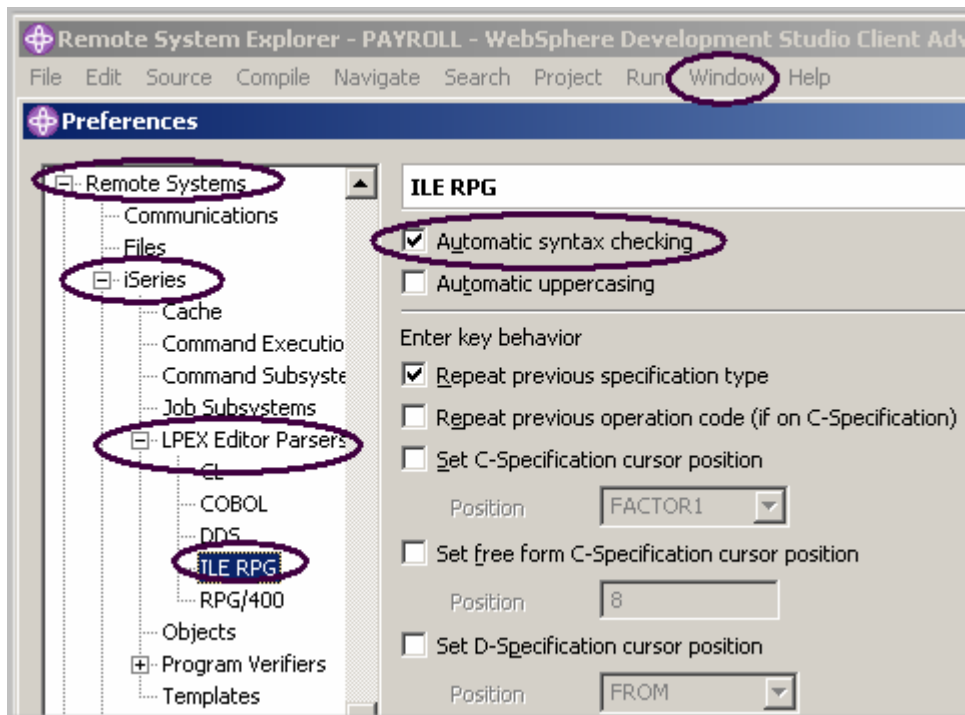 Remote System Explorer - PAYROLL - WebSphere Development Studio Client Adv
File Edit Source Compile Navigate Search Project Run Window Help
Preferences
Remote Systems
Communications
Files
iSeries
Cache
Command Executio
Command Subsyste
Job Subsystems
LPEX Editor Parsers
CL
COBOL
DDS
ILE RPG
RPG/400
Objects
Program Verifiers
Templates
ILE RPG
Automatic syntax checking
Automatic uppercasing
Enter key behavior
Repeat previous specification type
Repeat previous operation code (if on C-Specification)
Set C-Specification cursor position
Position FACTOR1
Set free form C-Specification cursor position
Position 8
Set D-Specification cursor position
Position FROM